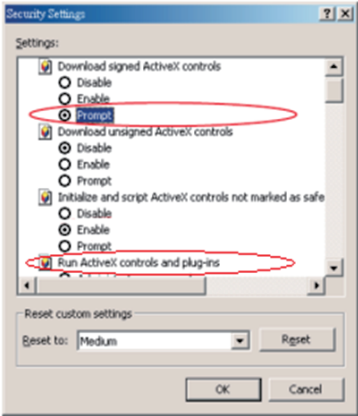 Security Settings
Settings:
Download signed ActiveX controls
Disable
Enable
Prompt
Download unsigned ActiveX controls
Disable
Enable
Prompt
Initialize and script ActiveX controls not marked as safe
Disable
Enable
Prompt
Run ActiveX controls and plug-ins
Reset custom settings
Reset to: Medium Reset
OK Cancel